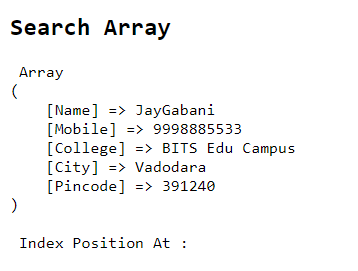 Search Array
Array
(
[Name] => JayGabani
[Mobile] => 9998885533
[College] => BITS Edu Campus
[City] => Vadodara
[Pincode] => 391240
)
Index Position At :